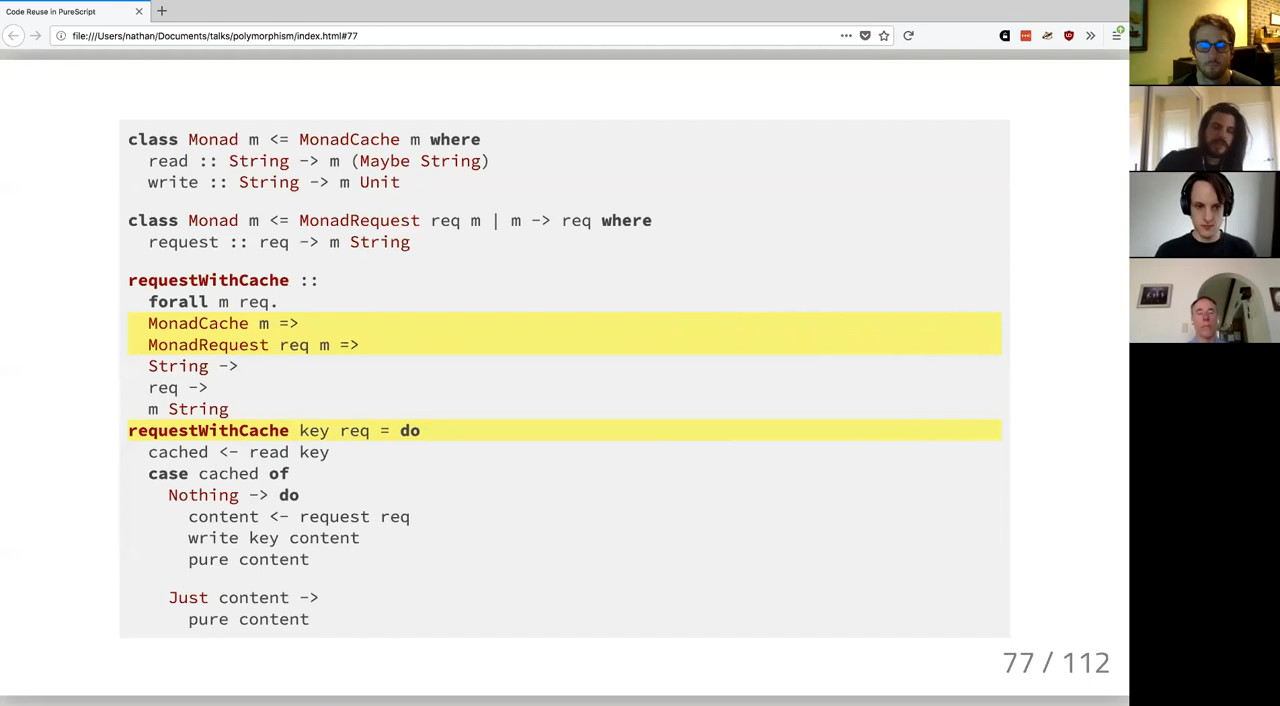 Code Reuse in PureScript
file:///Users/nathan/Documents/talks/polymorphism/index.html#77
class Monad m <= MonadCache m where
read :: String -> m (Maybe String)
write :: String -> m Unit
class Monad m <= MonadRequest req m | m -> req where
request :: req -> m String
requestWithCache ::
forall m req.
MonadCache m =>
MonadRequest req m =>
String ->
req ->
m String
requestWithCache key req = do
cached <- read key
case cached of
Nothing -> do
content <- request req
write key content
pure content
Just content ->
pure content
77 / 112